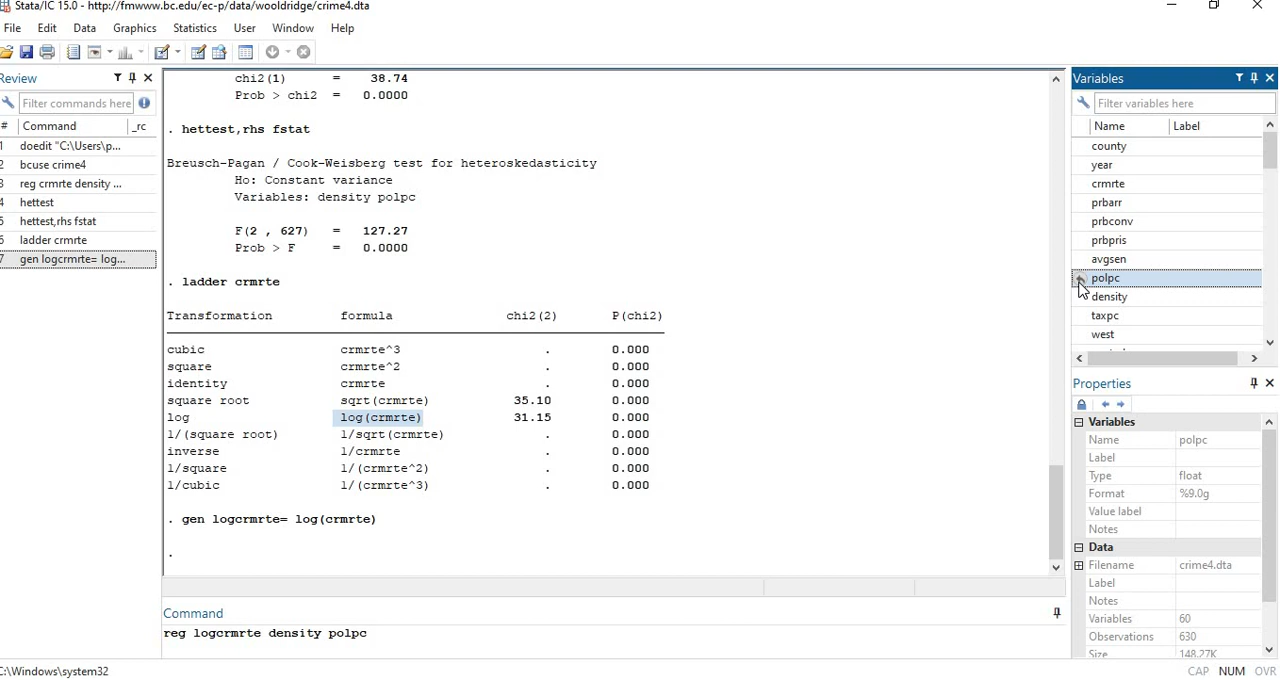 Stata/IC 15.0 - http://fmwww.bc.edu/ec-p/data/wooldridge/crime4.dta
File Edit Data Graphics Statistics User Window Help
Review
Filter commands here
# Command _rc
1 doedit "C:\Users\p...
2 bcuse crime4
3 reg crmrte density ...
4 hettest
5 hettest,rhs fstat
6 ladder crmrte
7 gen logcrmrte= log...
chi2(1) = 38.74
Prob > chi2 = 0.0000
. hettest,rhs fstat
Breusch-Pagan / Cook-Weisberg test for heteroskedasticity
Ho: Constant variance
Variables: density polpc
F(2 , 627) = 127.27
Prob > F = 0.0000
. ladder crmrte
Transformation formula chi2(2) P(chi2)
cubic crmrte^3 . 0.000
square crmrte^2 . 0.000
identity crmrte . 0.000
square root sqrt(crmrte) 35.10 0.000
log log(crmrte) 31.15 0.000
1/(square root) 1/sqrt(crmrte) . 0.000
inverse 1/crmrte . 0.000
1/square 1/(crmrte^2) . 0.000
1/cubic 1/(crmrte^3) . 0.000
. gen logcrmrte= log(crmrte)
.
Command
reg logcrmrte density polpc
Variables
Filter variables here
Name Label
county
year
crmrte
prbarr
prbconv
prbpris
avgsen
polpc
density
taxpc
west
Properties
Variables
Name polpc
Label
Type float
Format %9.0g
Value label
Notes
Data
Filename crime4.dta
Label
Notes
Variables 60
Observations 630
Size 148.27K
C:\Windows\system32
CAP NUM OVR